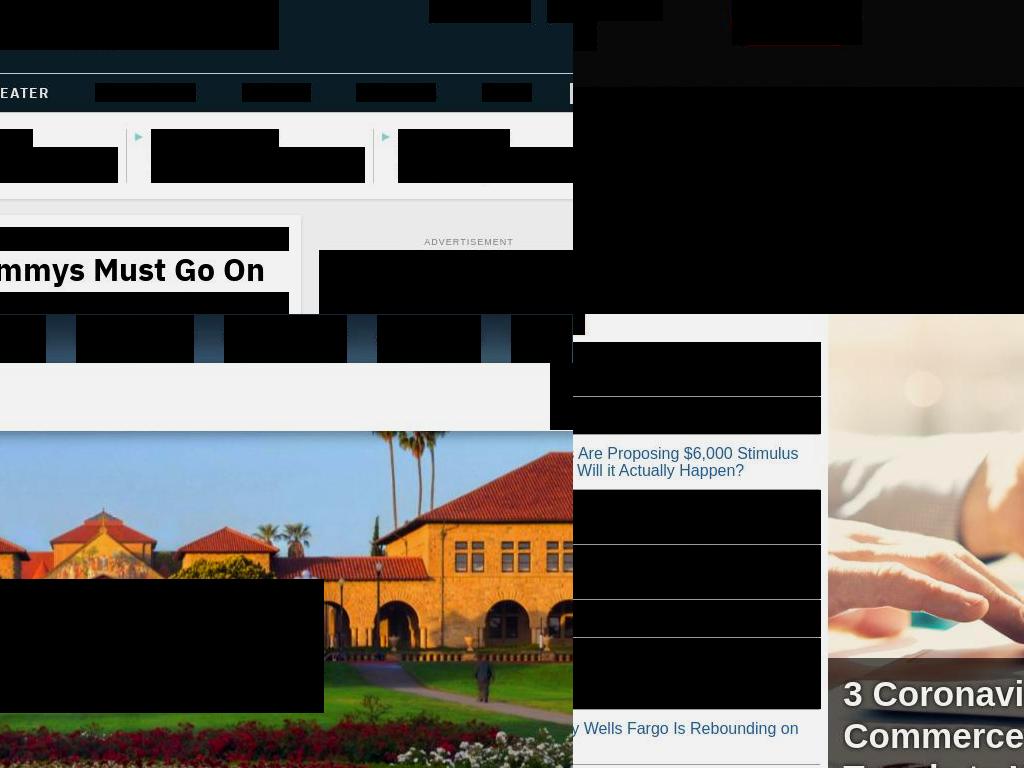 EATER
ADVERTISEMENT
mmys Must Go On
Are Proposing $6,000 Stimulus
Will it Actually Happen?
3 Coronavi
Commerce
y Wells Fargo Is Rebounding on